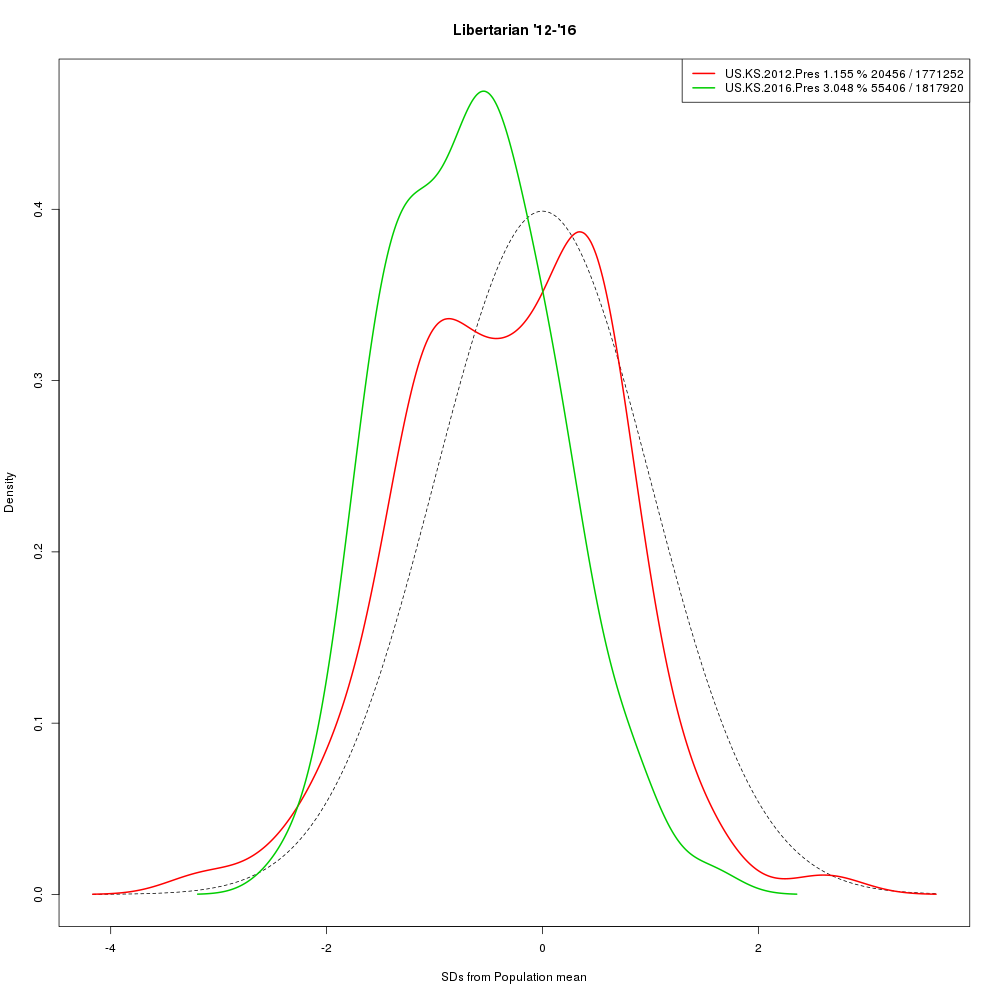 Libertarian '12-'16
US.KS.2012.Pres 1.155 % 20456 / 1771252
US.KS.2016.Pres 3.048 % 55406 / 1817920
Density
0.4
0.3
0.2
0.1
0.0
-4
-2
0
2
SDs from Population mean